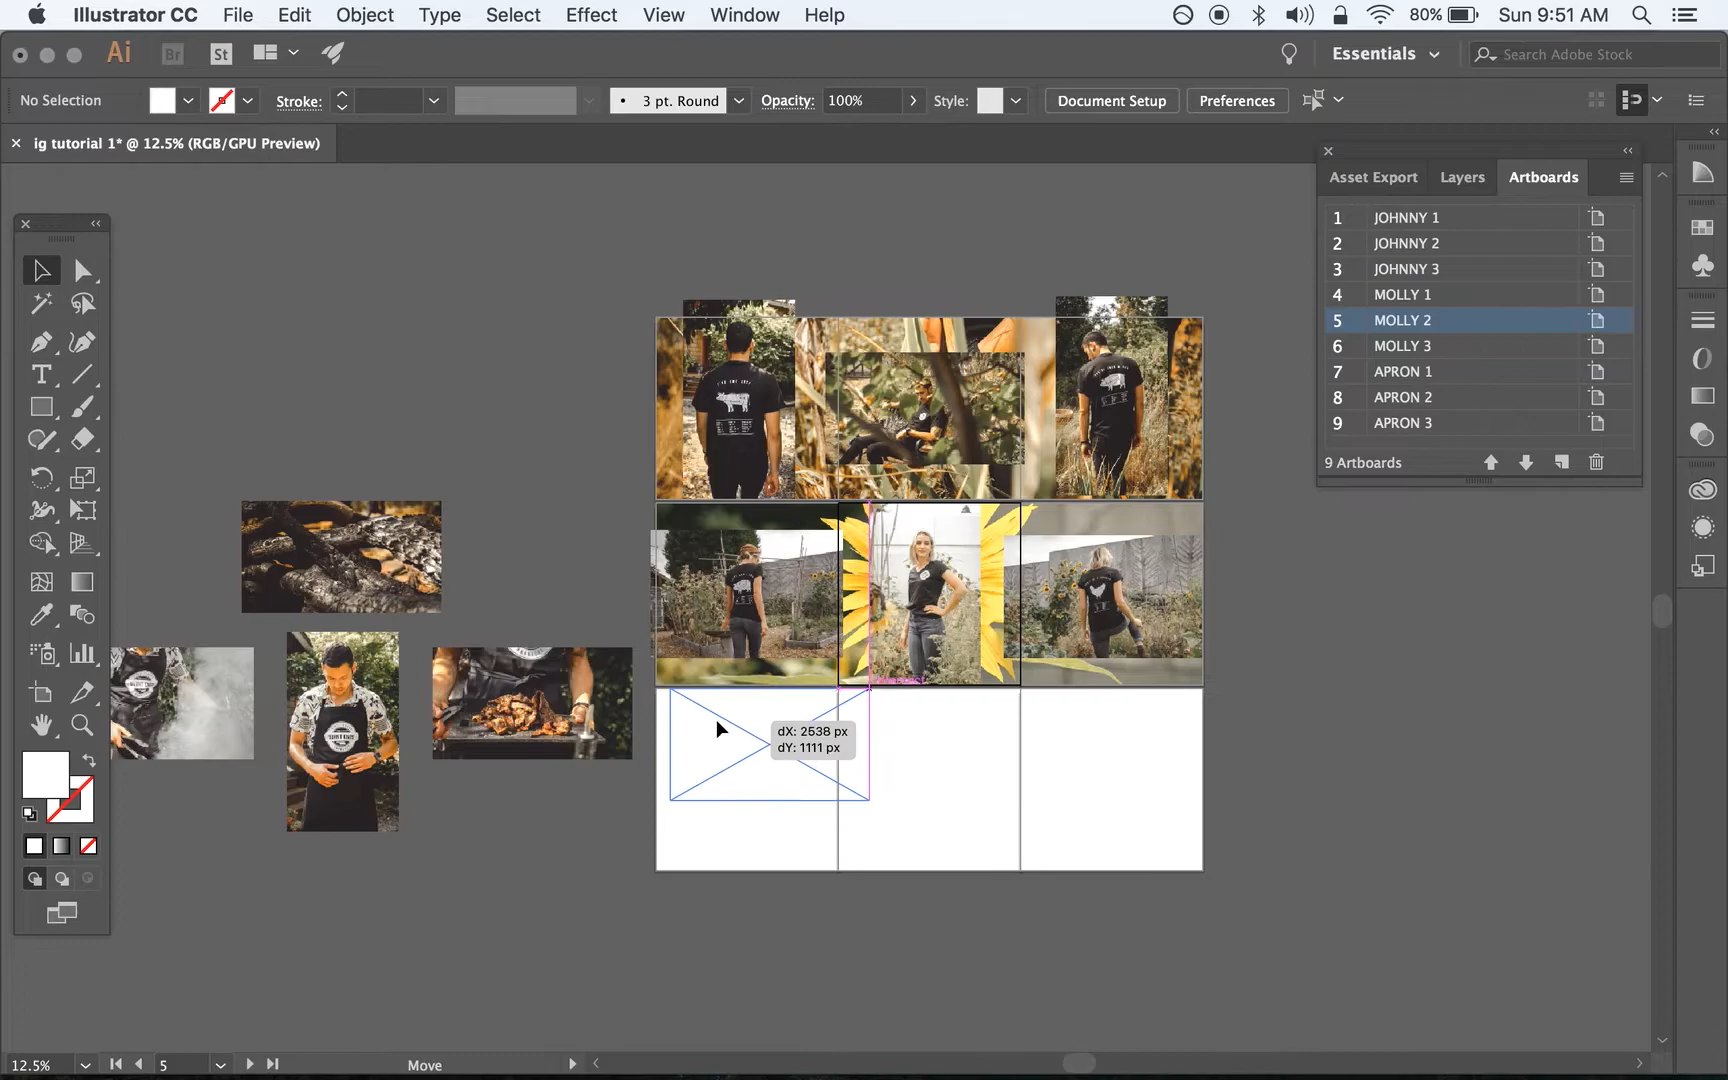 Illustrator CC File Edit Object Type Select Effect View Window Help 80% Sun 9:51 AM
Ai Br St Essentials Search Adobe Stock
No Selection Stroke: 3 pt. Round Opacity: 100% Style: Document Setup Preferences
ig tutorial 1* @ 12.5% (RGB/GPU Preview)
Asset Export Layers Artboards
1 JOHNNY 1
2 JOHNNY 2
3 JOHNNY 3
4 MOLLY 1
5 MOLLY 2
6 MOLLY 3
7 APRON 1
8 APRON 2
9 APRON 3
9 Artboards
dX: 2538 px
dY: 1111 px
12.5% 5 Move